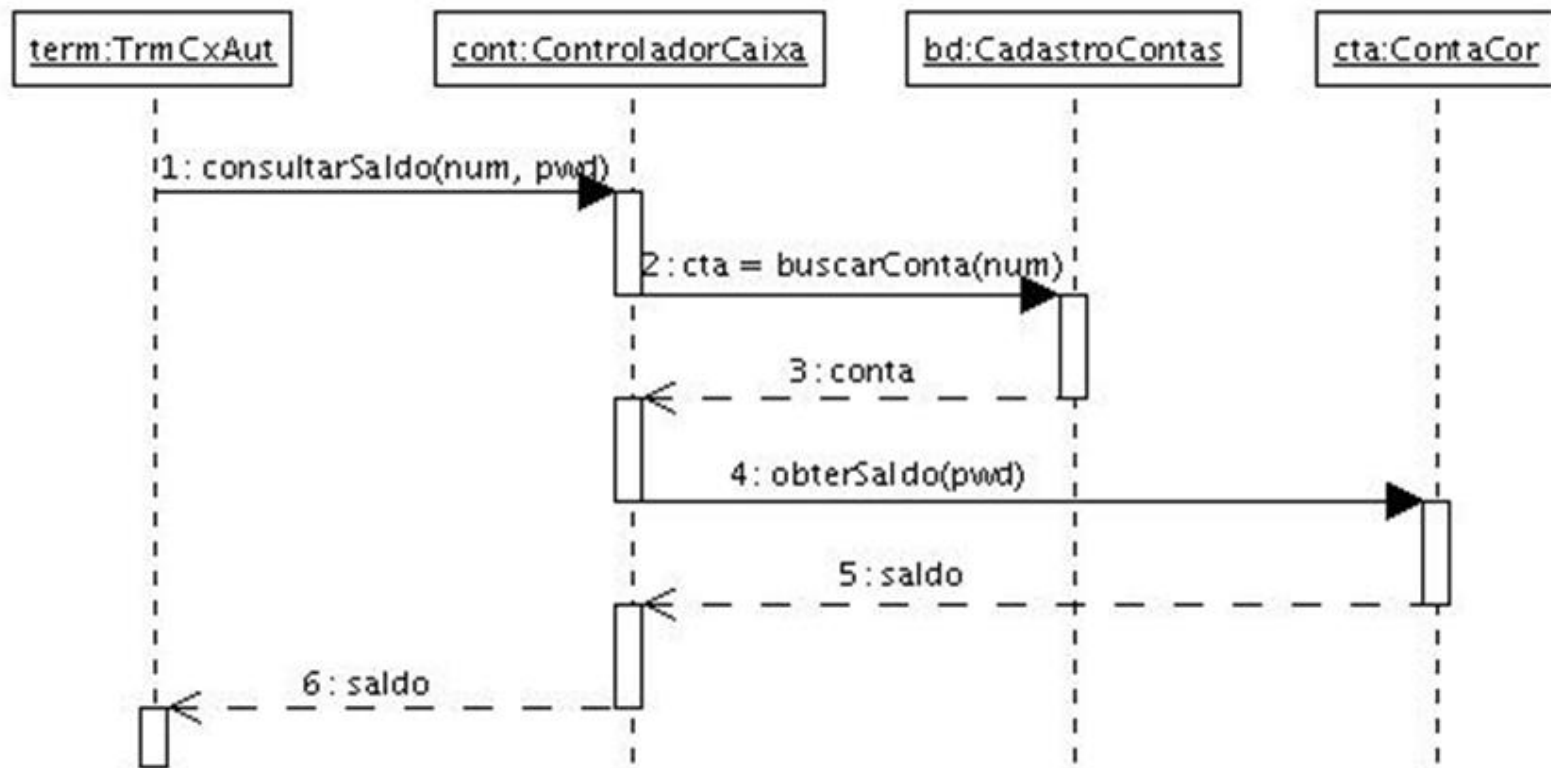 term:TrmCxAut
cont:ControladorCaixa
bd:CadastroContas
cta:ContaCor
1: consultarSaldo(num, pwd)
2: cta = buscarConta(num)
3: conta
4: obterSaldo(pwd)
5: saldo
6: saldo